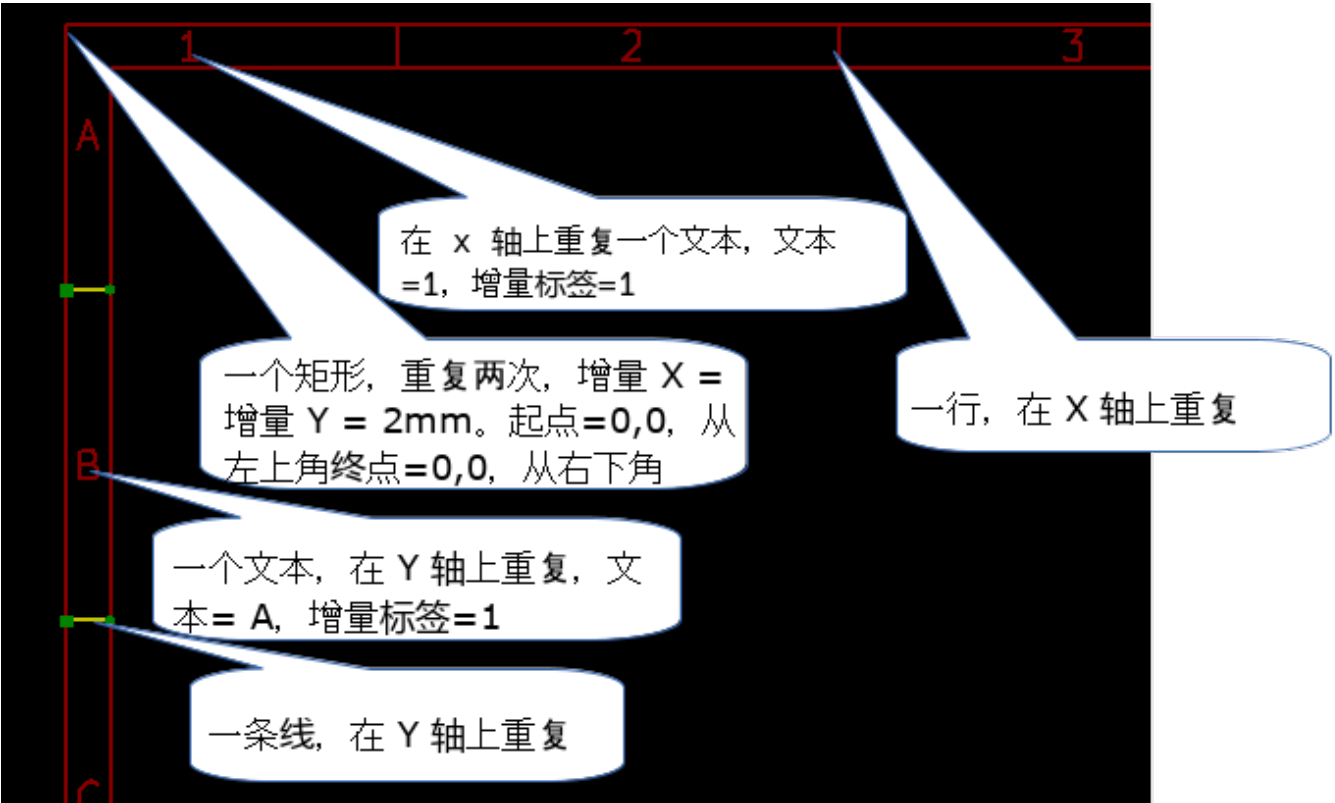 1 2 3
A
在 x 轴上重复一个文本，文本
=1，增量标签=1
一个矩形，重复两次，增量 X =
增量 Y = 2mm。起点=0,0，从
左上角终点=0,0，从右下角
一行，在 X 轴上重复
B
一个文本，在 Y 轴上重复，文
本= A，增量标签=1
一条线，在 Y 轴上重复
C